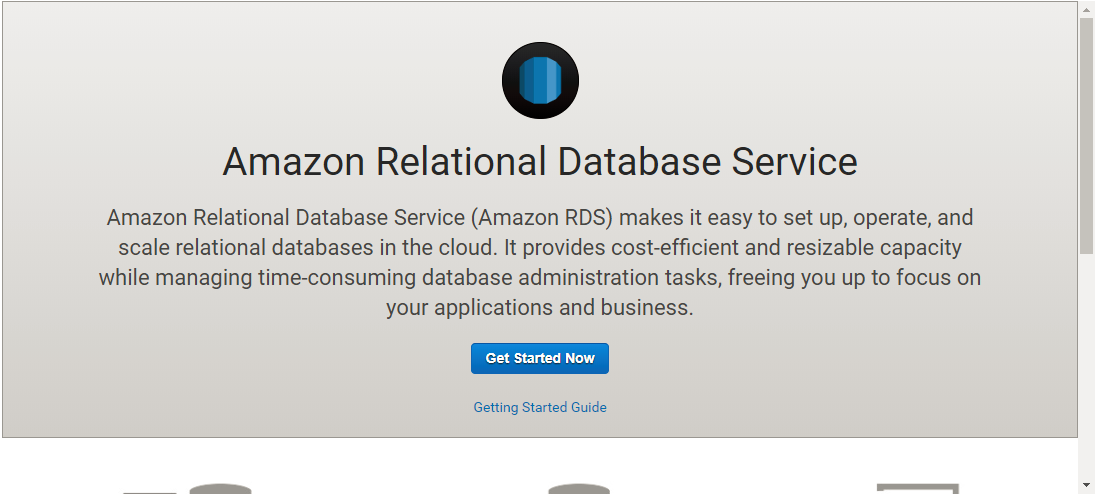 Amazon Relational Database Service
Amazon Relational Database Service (Amazon RDS) makes it easy to set up, operate, and
scale relational databases in the cloud. It provides cost-efficient and resizable capacity
while managing time-consuming database administration tasks, freeing you up to focus on
your applications and business.
Get Started Now
Getting Started Guide